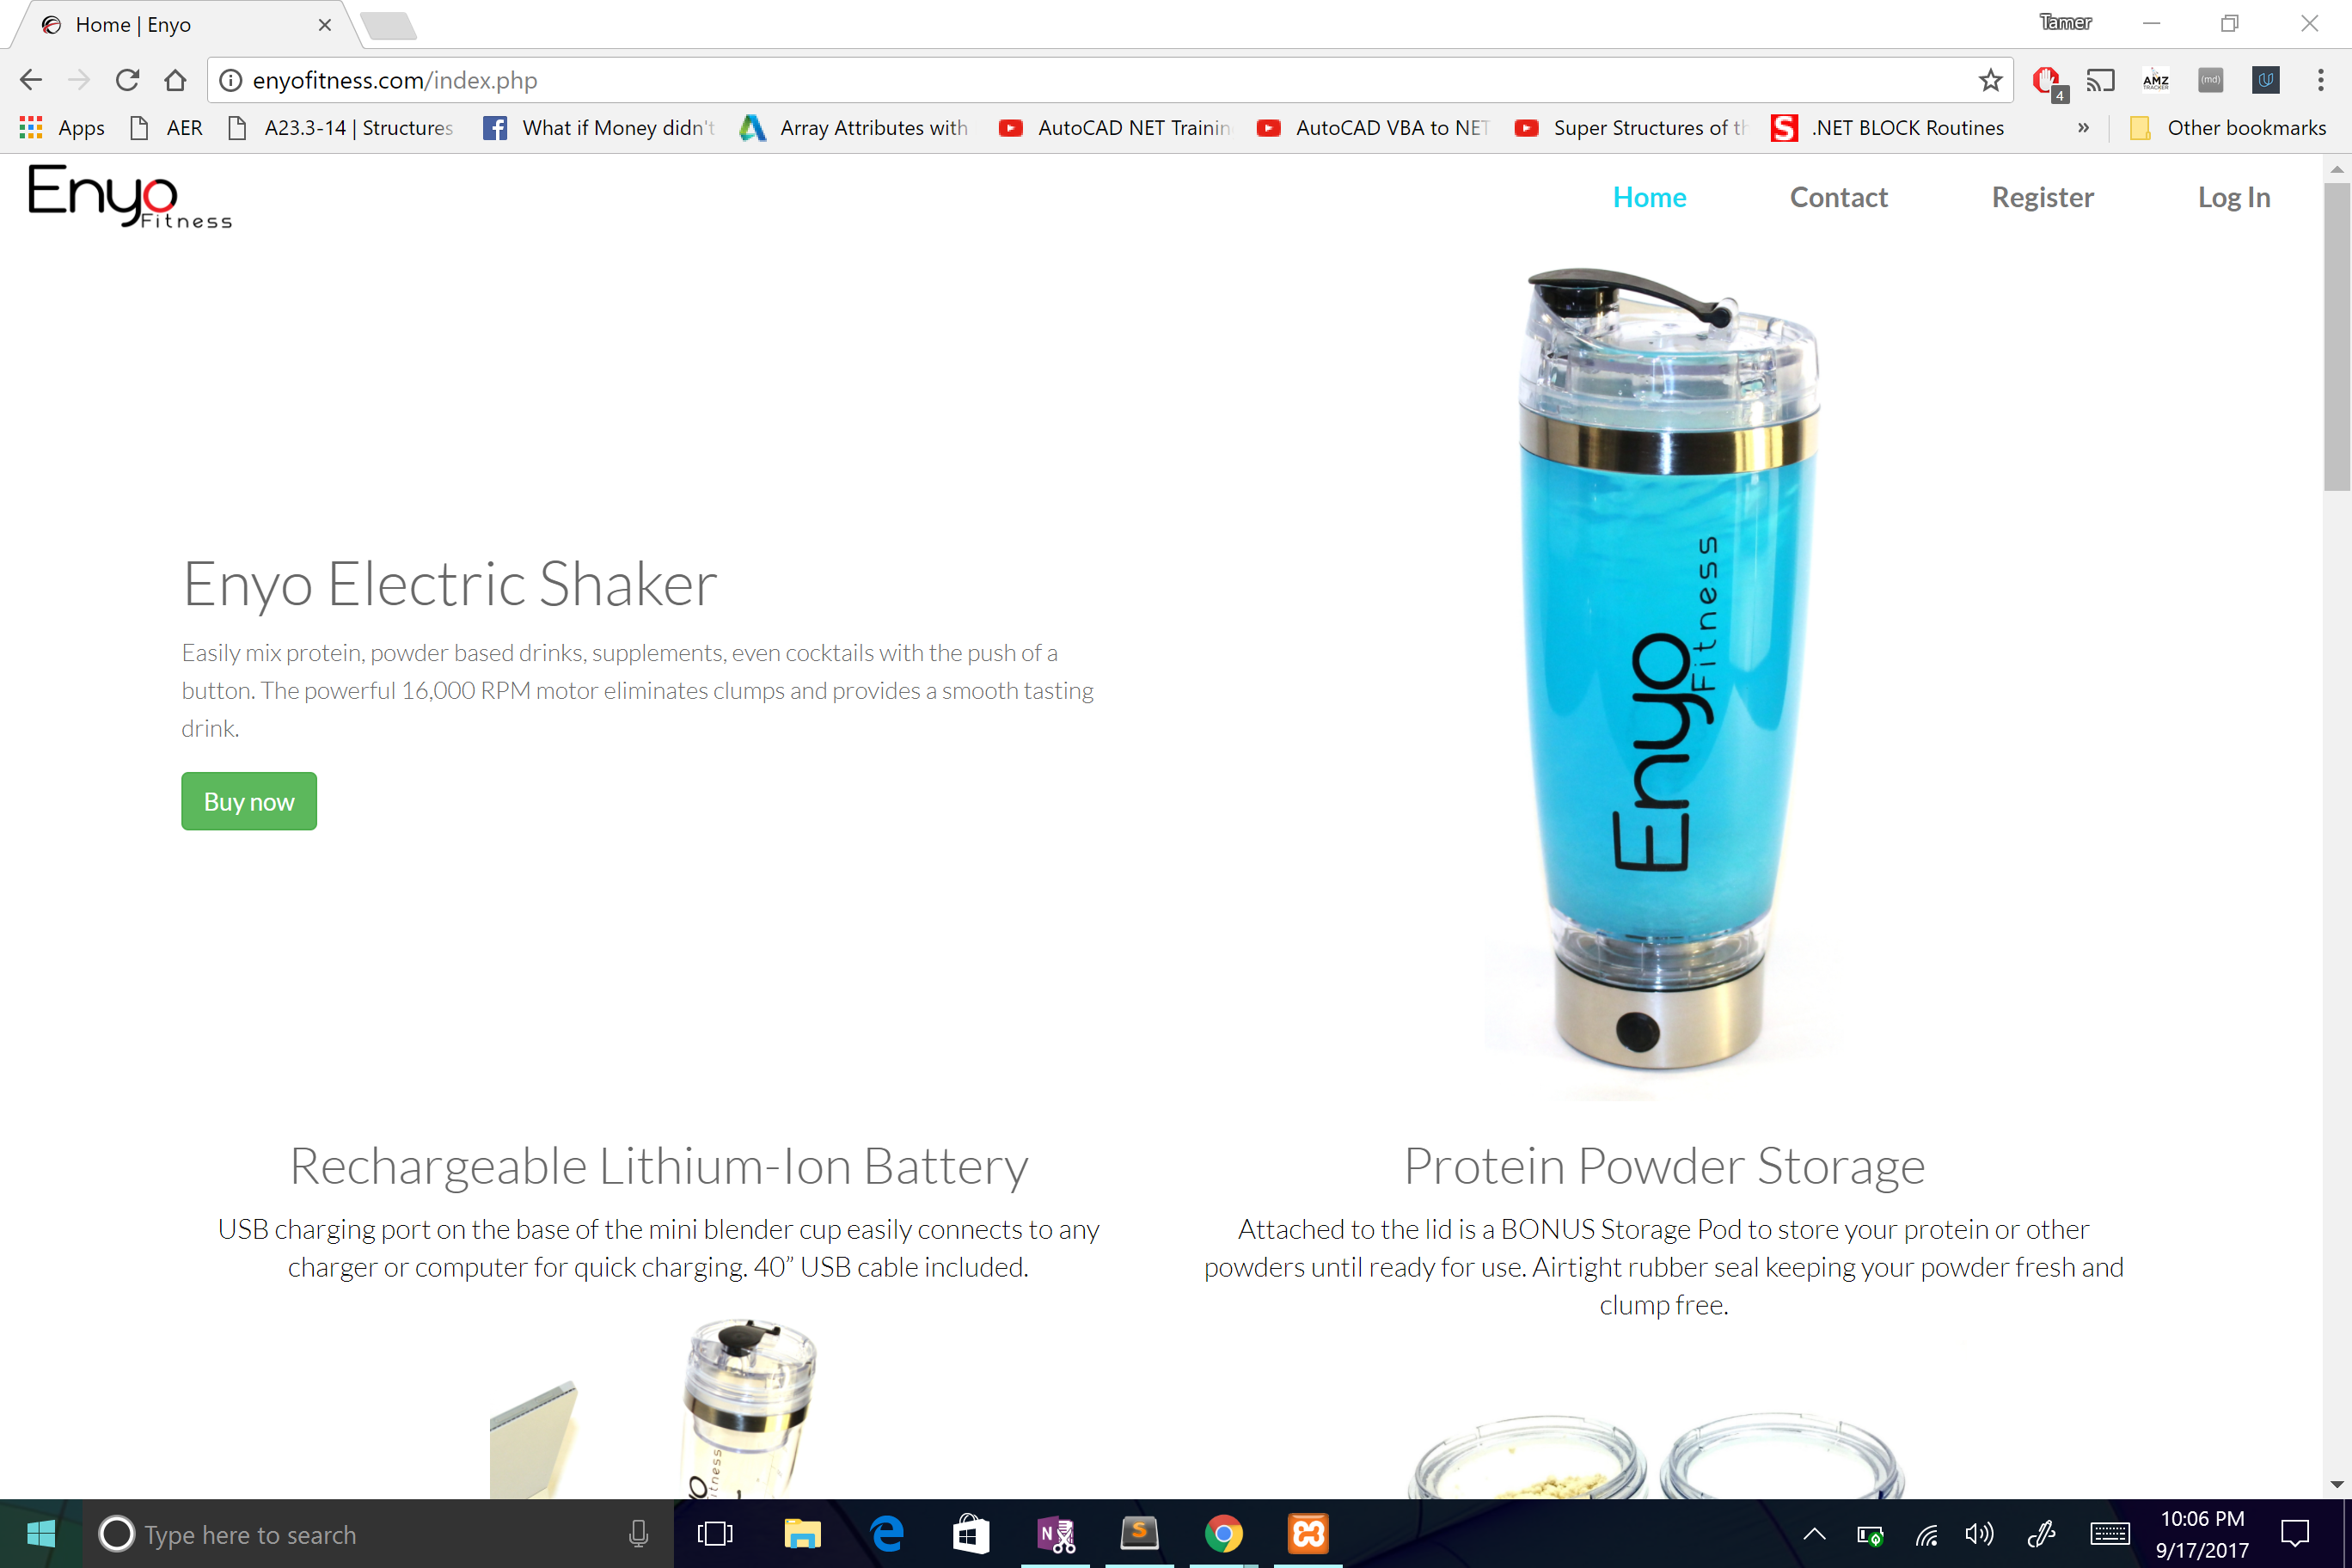 Home | Enyo
Tamer
enyofitness.com/index.php
4
AMZ
TRACKER
(md)
Apps
AER
A23.3-14 | Structures
What if Money didn't
Array Attributes with
AutoCAD NET Trainin
AutoCAD VBA to NET
Super Structures of th
S
.NET BLOCK Routines
»
Other bookmarks
Enyo
Fitness
Home
Contact
Register
Log In
Enyo
Fitness
Enyo Electric Shaker
Easily mix protein, powder based drinks, supplements, even cocktails with the push of a
button. The powerful 16,000 RPM motor eliminates clumps and provides a smooth tasting
drink.
Buy now
Rechargeable Lithium-Ion Battery
USB charging port on the base of the mini blender cup easily connects to any
charger or computer for quick charging. 40” USB cable included.
Protein Powder Storage
Attached to the lid is a BONUS Storage Pod to store your protein or other
powders until ready for use. Airtight rubber seal keeping your powder fresh and
clump free.
Type here to search
10:06 PM
9/17/2017